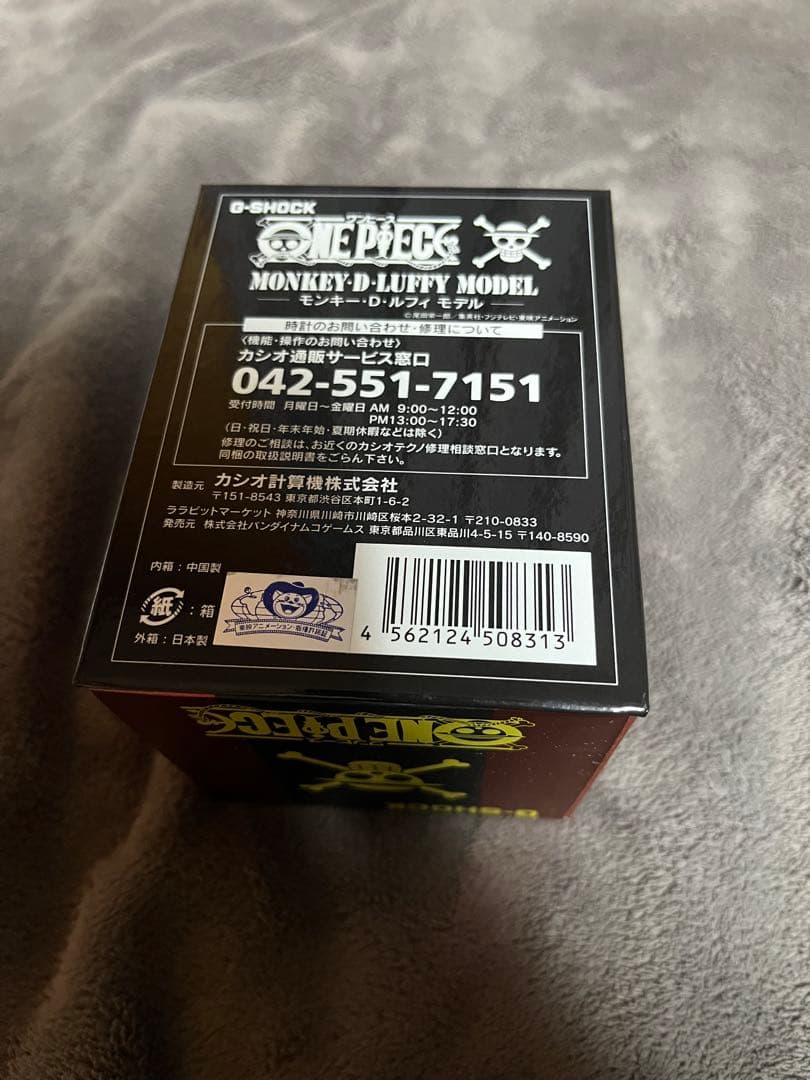 G-SHOCK
ワンピース
ONE PIECE
MONKEY・D・LUFFY MODEL
モンキー・D・ルフィ モデル
©尾田栄一郎／集英社・フジテレビ・東映アニメーション
時計のお問い合わせ・修理について
〈機能・操作のお問い合わせ〉
カシオ通販サービス窓口
042-551-7151
受付時間 月曜日～金曜日 AM 9:00～12:00
PM13:00～17:30
(日・祝日・年末年始・夏期休暇などは除く)
修理のご相談は、お近くのカシオテクノ修理相談窓口となります。
同梱の取扱説明書をごらん下さい。
製造元 カシオ計算機株式会社
〒151-8543 東京都渋谷区本町1-6-2
ララビットマーケット 神奈川県川崎市川崎区桜本2-32-1 〒210-0833
発売元 株式会社バンダイナムコゲームス 東京都品川区東品川4-5-15 〒140-8590
内箱：中国製
紙：箱
外箱：日本製
東映アニメーション・版権許諾証
4 562124 508313
ONE PIECE
G-SHOCK